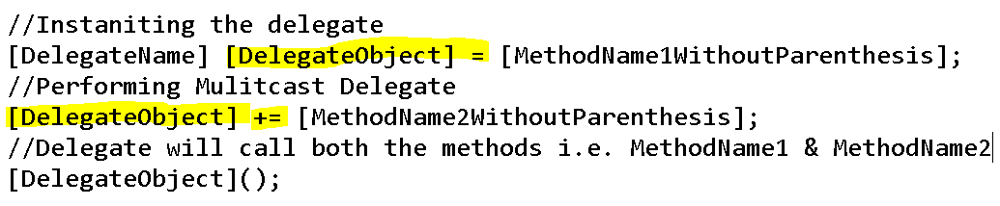 //Instaniting the delegate
[DelegateName] [DelegateObject] = [MethodName1WithoutParenthesis];
//Performing Mulitcast Delegate
[DelegateObject] += [MethodName2WithoutParenthesis];
//Delegate will call both the methods i.e. MethodName1 & MethodName2
[DelegateObject]();